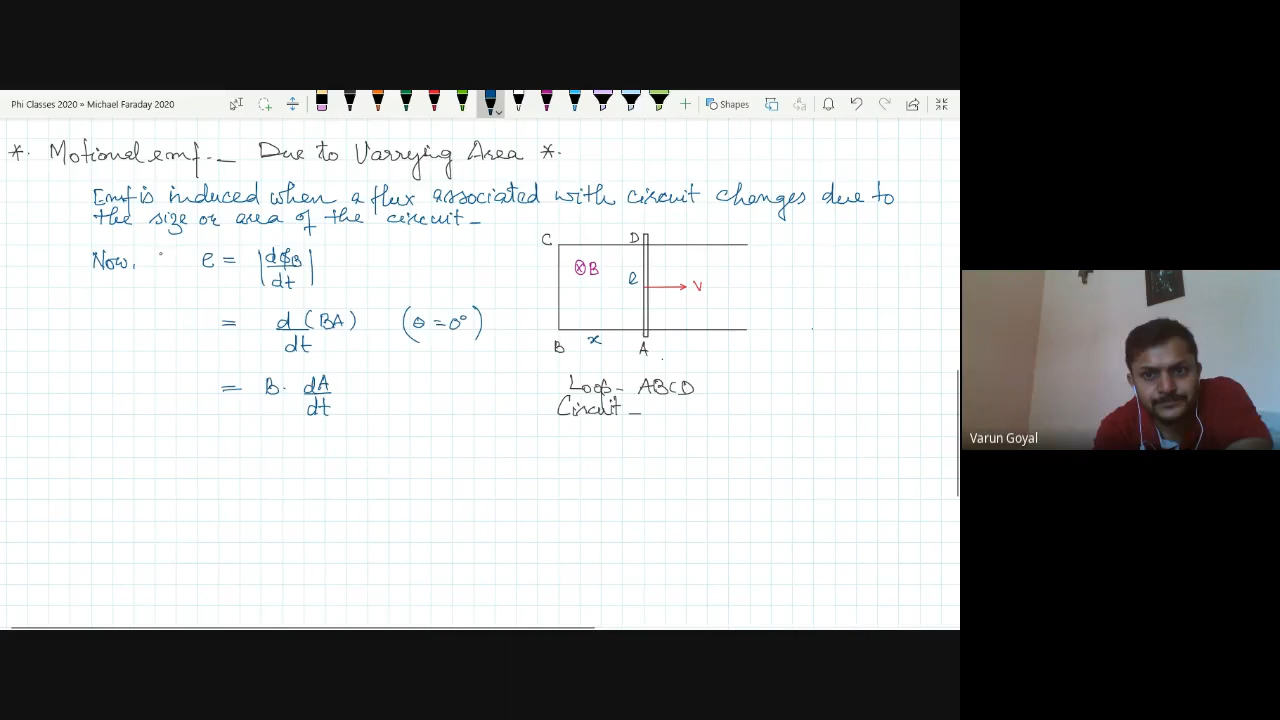 Phi Classes 2020 » Michael Faraday 2020
Shapes
*. Motional emf. – Due to Varrying Area *.
Emf is induced when a flux associated with circuit changes due to
the size or area of the circuit –
C D
Now, e = |dϕB/dt|
⊗B
l
v
= d/dt (BA) (θ = 0°)
B x A
= B. dA/dt
Loop – ABCD
Circuit –
Varun Goyal